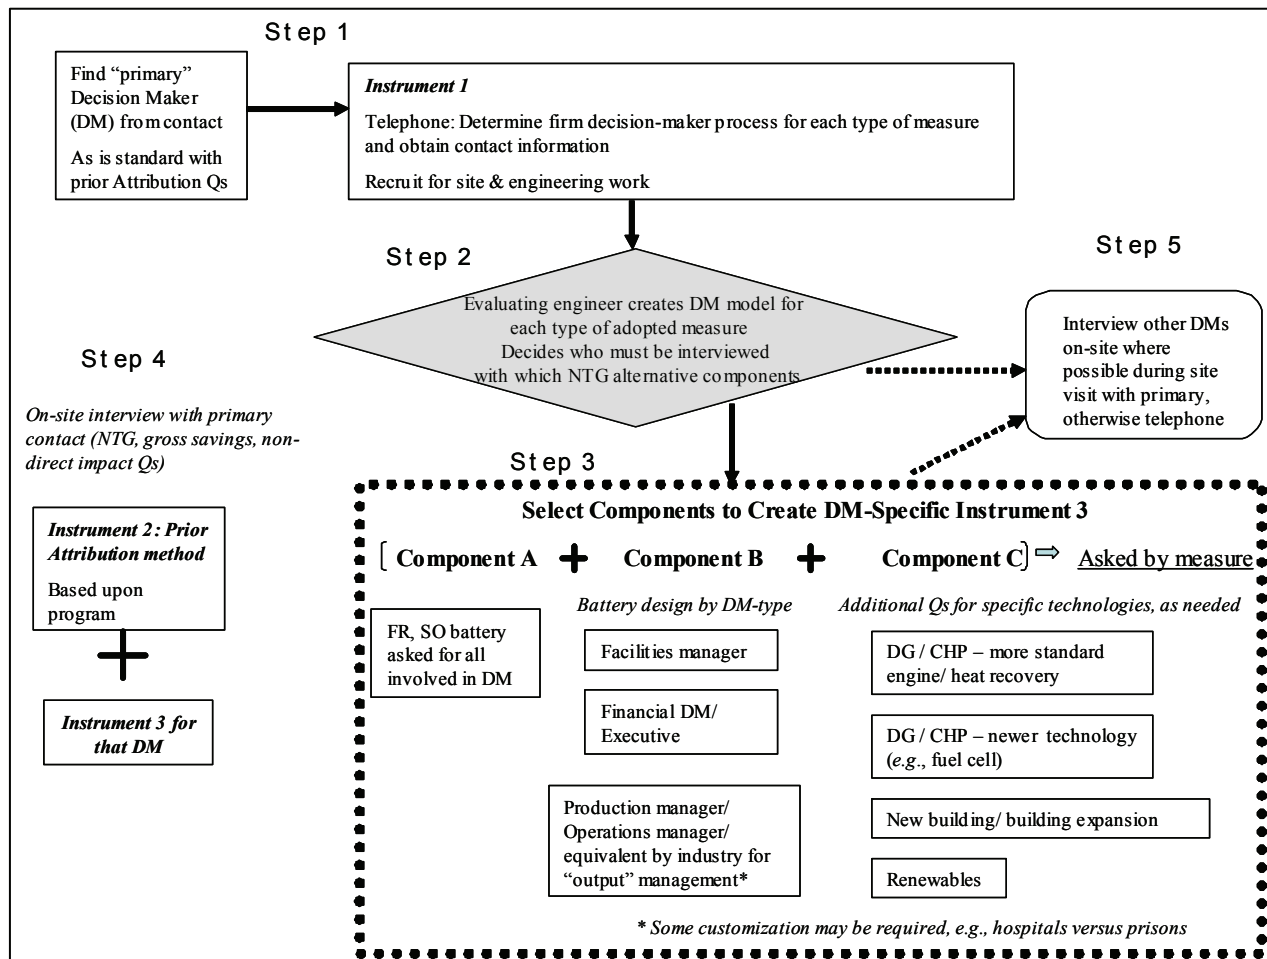 Step 1
Find “primary”
Decision Maker
(DM) from contact
As is standard with
prior Attribution Qs
Instrument 1
Telephone: Determine firm decision-maker process for each type of measure
and obtain contact information
Recruit for site & engineering work
Step 2
Evaluating engineer creates DM model for
each type of adopted measure
Decides who must be interviewed
with which NTG alternative components
Step 5
Interview other DMs
on-site where
possible during site
visit with primary,
otherwise telephone
Step 4
On-site interview with primary
contact (NTG, gross savings, non-
direct impact Qs)
Instrument 2: Prior
Attribution method
Based upon
program
+
Instrument 3 for
that DM
Step 3
Select Components to Create DM-Specific Instrument 3
[ Component A + Component B + Component C ] ⇨ Asked by measure
FR, SO battery
asked for all
involved in DM
Battery design by DM-type
Facilities manager
Financial DM/
Executive
Production manager/
Operations manager/
equivalent by industry for
“output” management*
Additional Qs for specific technologies, as needed
DG / CHP – more standard
engine/ heat recovery
DG / CHP – newer technology
(e.g., fuel cell)
New building/ building expansion
Renewables
* Some customization may be required, e.g., hospitals versus prisons